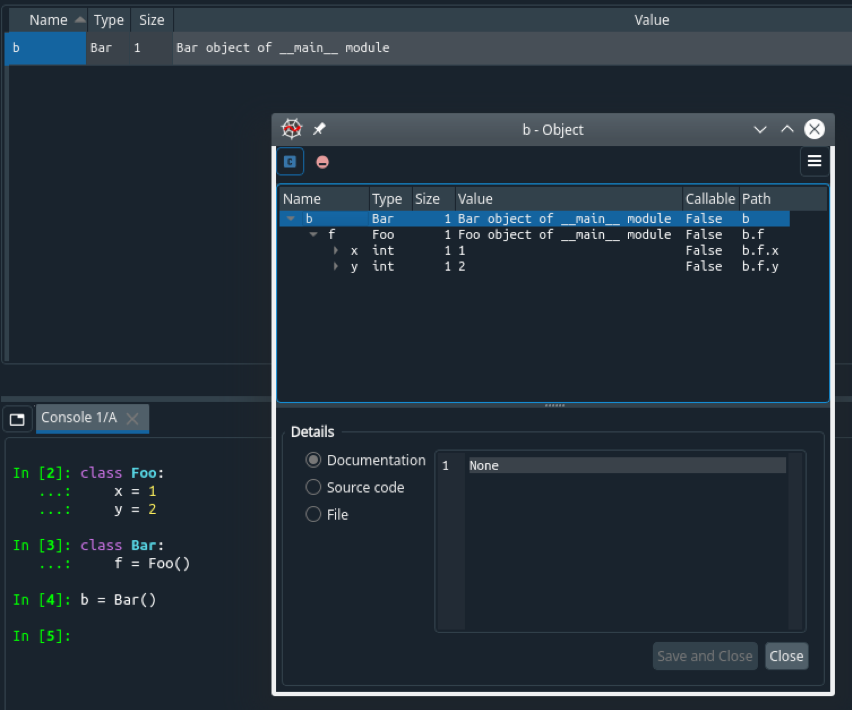 Name Type Size Value
b Bar 1 Bar object of __main__ module
b - Object
Name Type Size Value Callable Path
b Bar 1 Bar object of __main__ module False b
f Foo 1 Foo object of __main__ module False b.f
x int 1 1 False b.f.x
y int 1 2 False b.f.y
Details
Documentation
Source code
File
1 None
Save and Close Close
Console 1/A
In [2]: class Foo:
   ...:     x = 1
   ...:     y = 2
In [3]: class Bar:
   ...:     f = Foo()
In [4]: b = Bar()
In [5]: